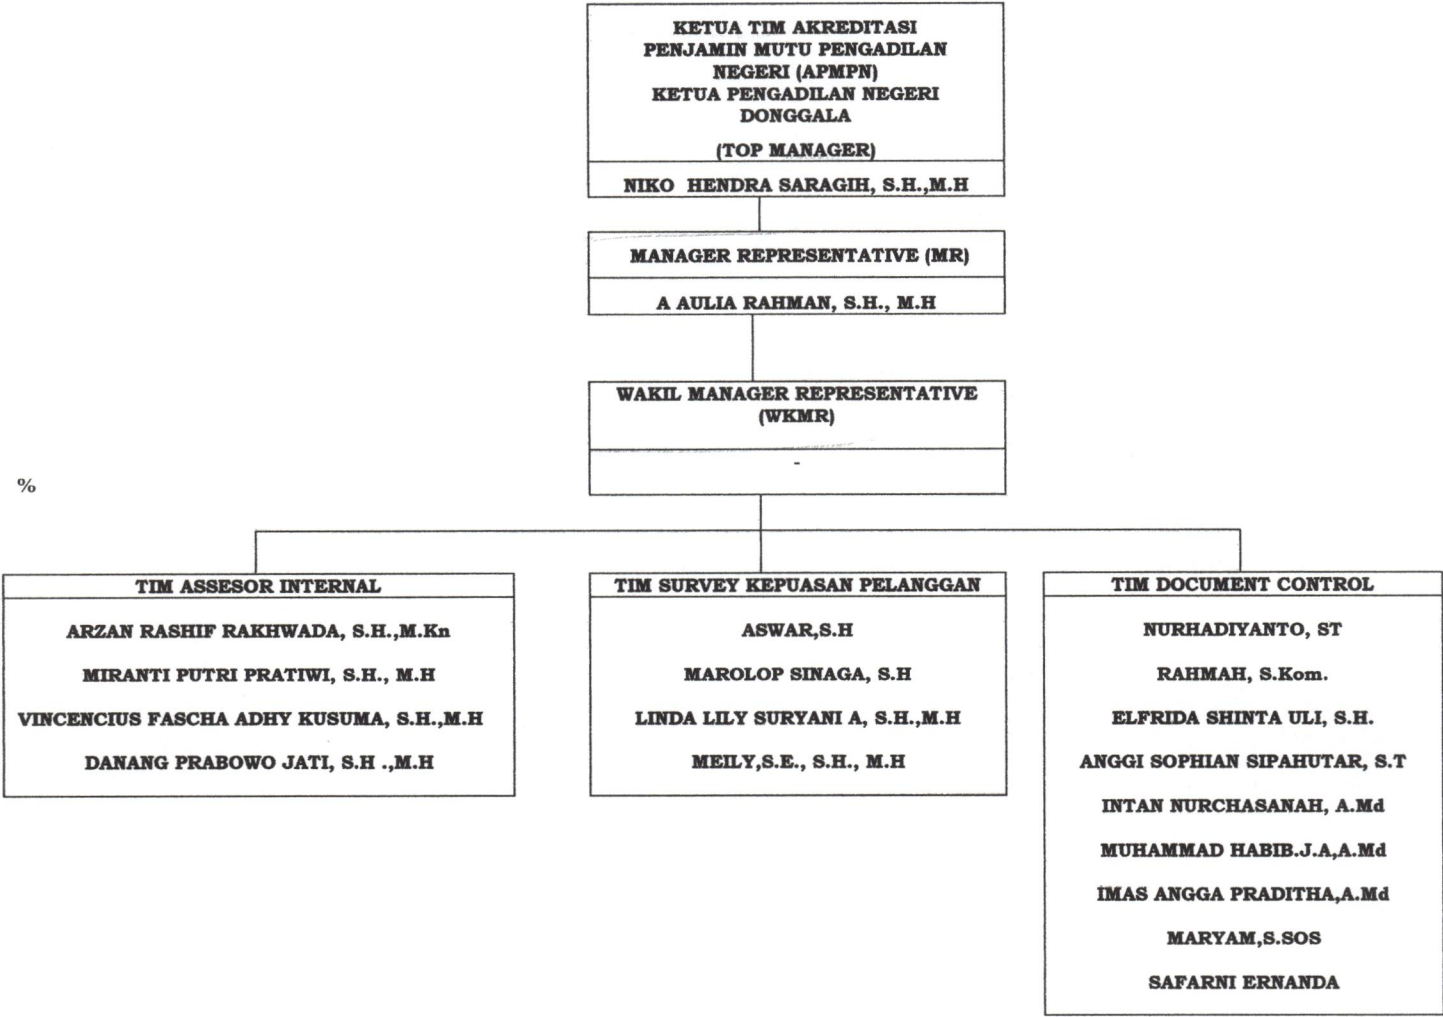 KETUA TIM AKREDITASI
PENJAMIN MUTU PENGADILAN
NEGERI (APMPN)
KETUA PENGADILAN NEGERI
DONGGALA
(TOP MANAGER)
NIKO HENDRA SARAGIH, S.H.,M.H
MANAGER REPRESENTATIVE (MR)
A AULIA RAHMAN, S.H., M.H
WAKIL MANAGER REPRESENTATIVE
(WKMR)
-
%
TIM ASSESOR INTERNAL
ARZAN RASHIF RAKHWADA, S.H.,M.Kn
MIRANTI PUTRI PRATIWI, S.H., M.H
VINCENCIUS FASCHA ADHY KUSUMA, S.H.,M.H
DANANG PRABOWO JATI, S.H .,M.H
TIM SURVEY KEPUASAN PELANGGAN
ASWAR,S.H
MAROLOP SINAGA, S.H
LINDA LILY SURYANI A, S.H.,M.H
MEILY,S.E., S.H., M.H
TIM DOCUMENT CONTROL
NURHADIYANTO, ST
RAHMAH, S.Kom.
ELFRIDA SHINTA ULI, S.H.
ANGGI SOPHIAN SIPAHUTAR, S.T
INTAN NURCHASANAH, A.Md
MUHAMMAD HABIB.J.A,A.Md
IMAS ANGGA PRADITHA,A.Md
MARYAM,S.SOS
SAFARNI ERNANDA